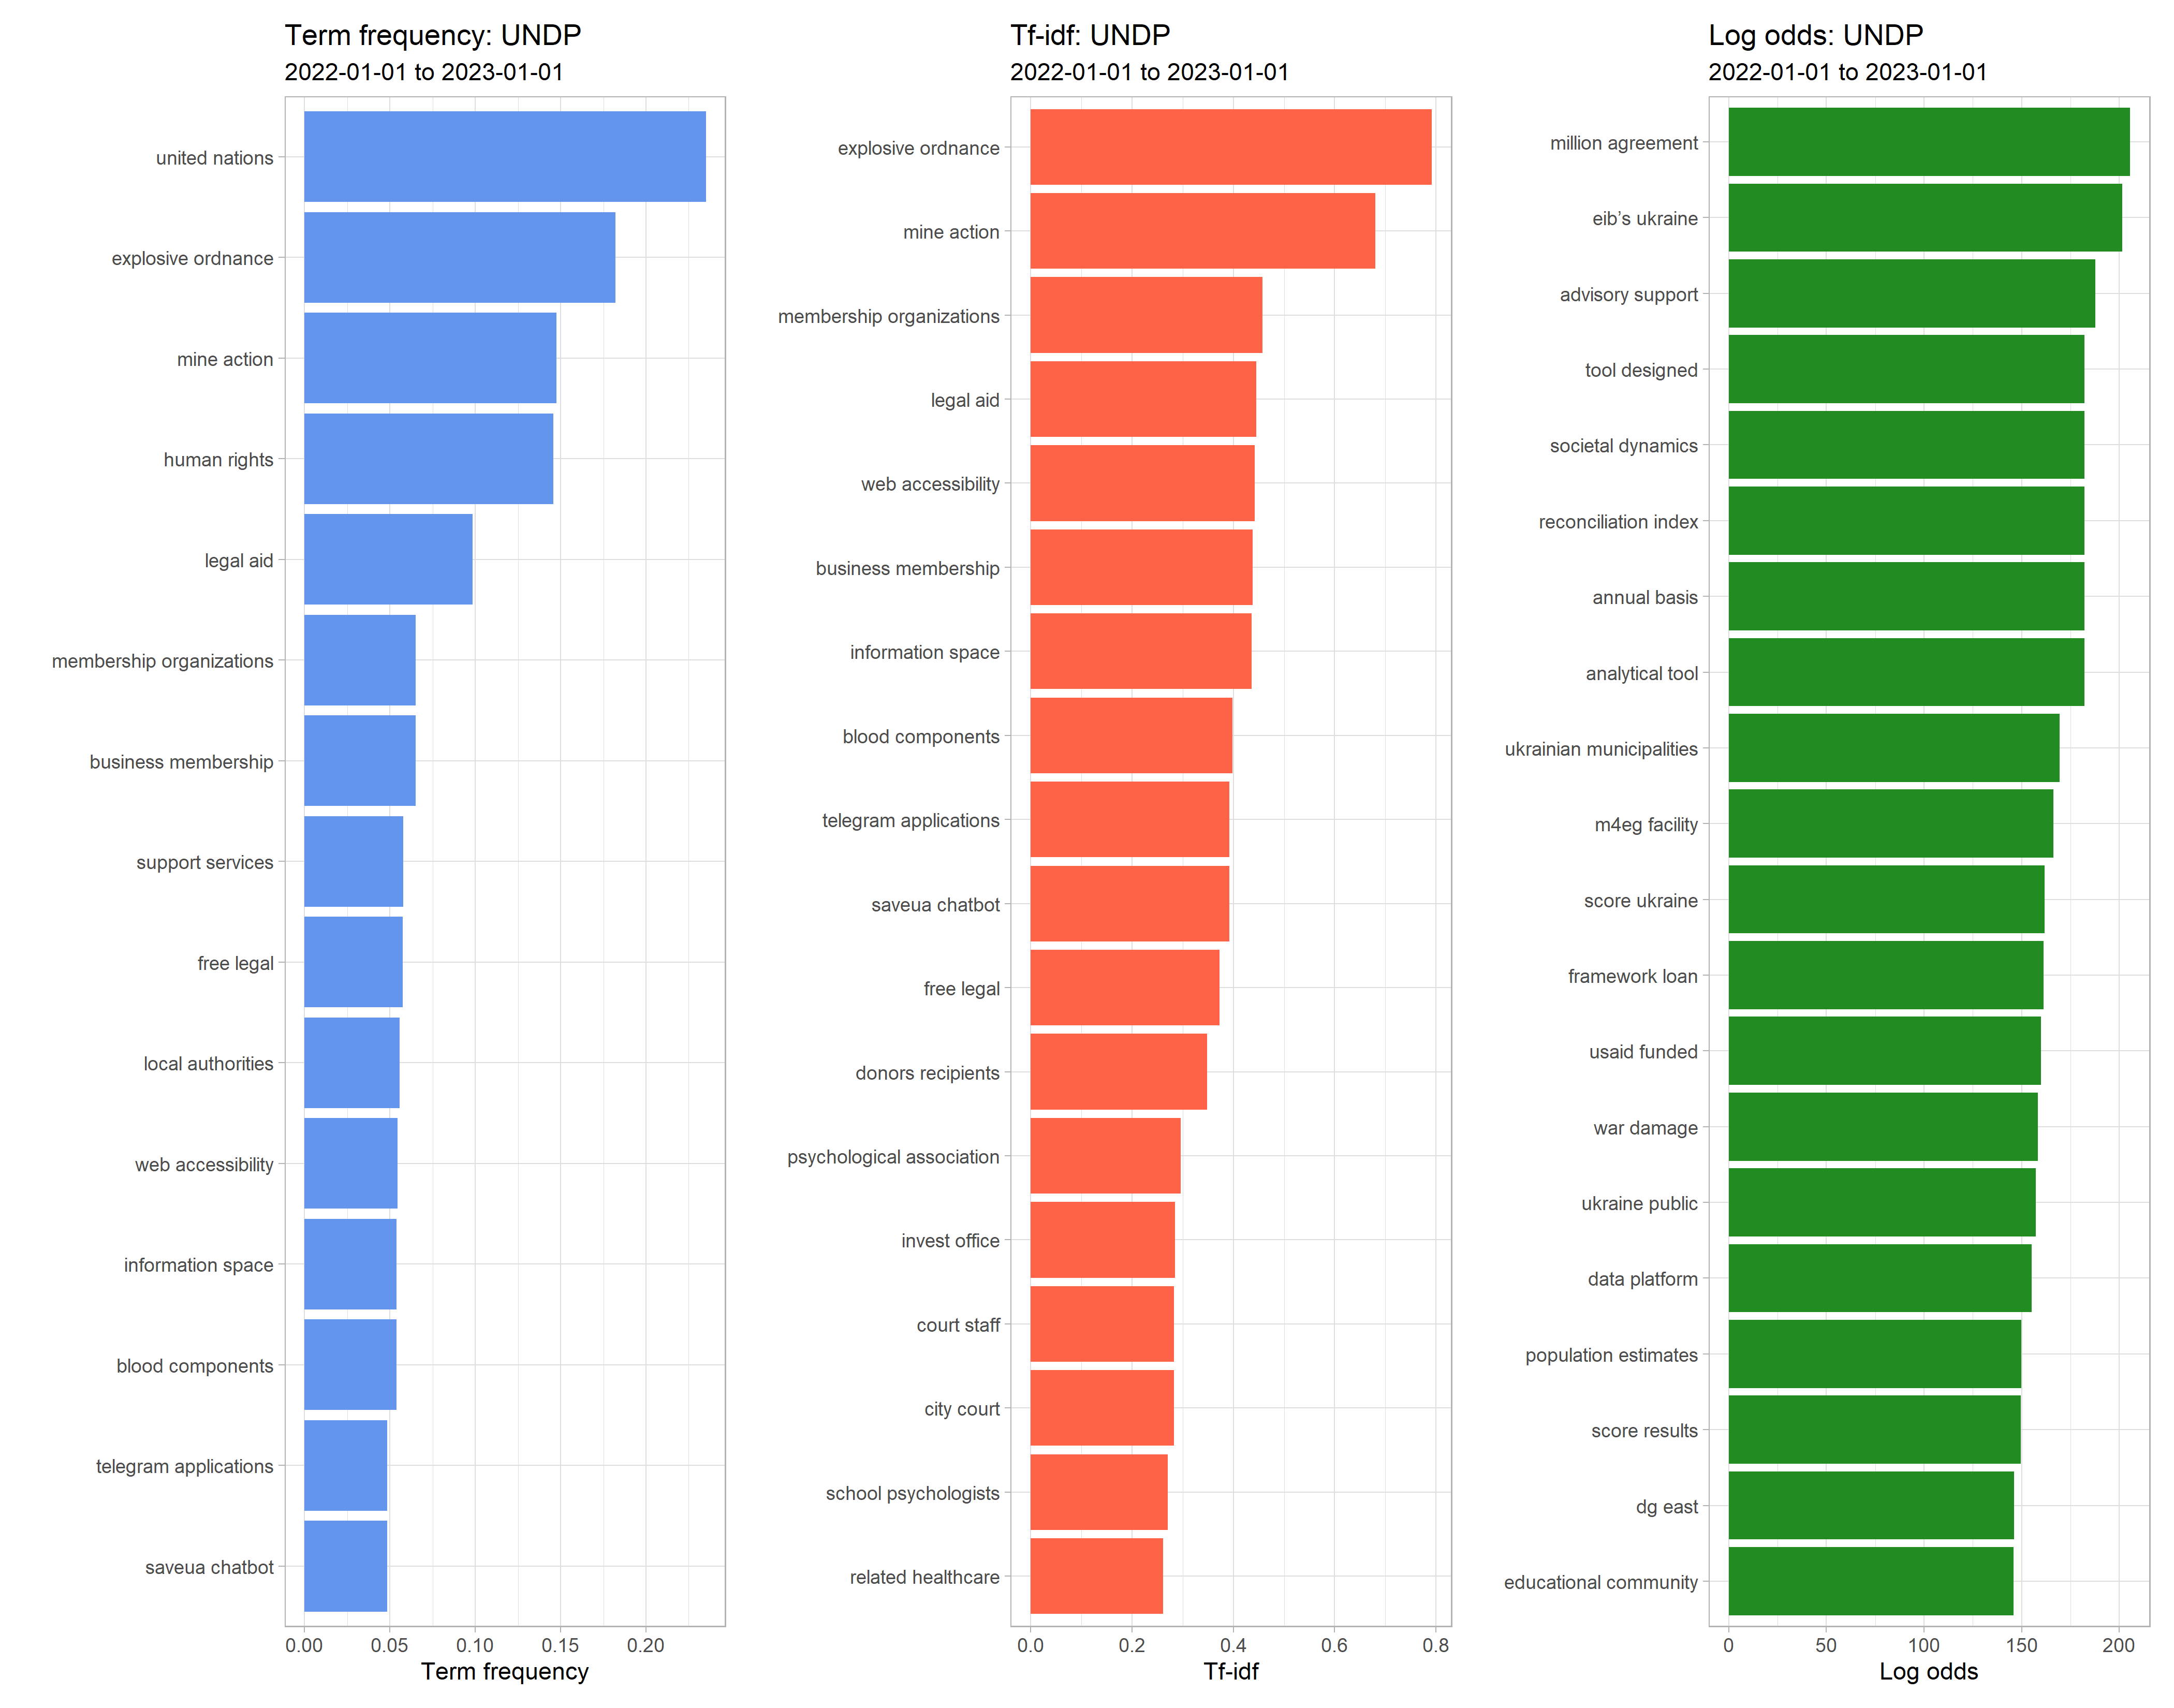 Term frequency: UNDP
2022-01-01 to 2023-01-01
united nations
explosive ordnance
mine action
human rights
legal aid
membership organizations
business membership
support services
free legal
local authorities
web accessibility
information space
blood components
telegram applications
saveua chatbot
0.00 0.05 0.10 0.15 0.20
Term frequency
Tf-idf: UNDP
2022-01-01 to 2023-01-01
explosive ordnance
mine action
membership organizations
legal aid
web accessibility
business membership
information space
blood components
telegram applications
saveua chatbot
free legal
donors recipients
psychological association
invest office
court staff
city court
school psychologists
related healthcare
0.0 0.2 0.4 0.6 0.8
Tf-idf
Log odds: UNDP
2022-01-01 to 2023-01-01
million agreement
eib’s ukraine
advisory support
tool designed
societal dynamics
reconciliation index
annual basis
analytical tool
ukrainian municipalities
m4eg facility
score ukraine
framework loan
usaid funded
war damage
ukraine public
data platform
population estimates
score results
dg east
educational community
0 50 100 150 200
Log odds